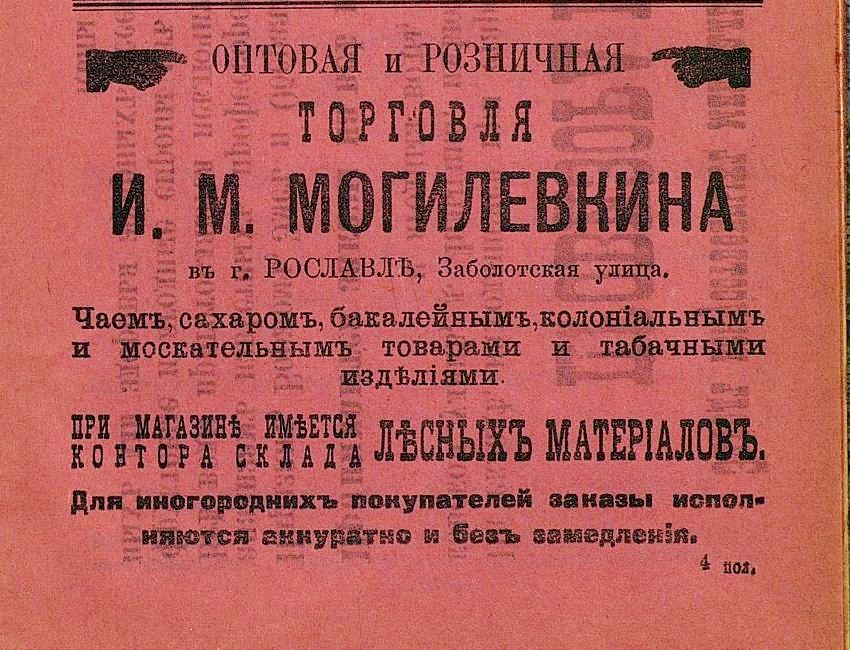 ОПТОВАЯ и РОЗНИЧНАЯ
ТОРГОВЛЯ
И. М. МОГИЛЕВКИНА
въ г. РОСЛАВЛѢ, Заболотская улица.
Чаемъ, сахаромъ, бакалейнымъ, колоніальнымъ
и москательнымъ товарами и табачными
издѣліями.
ПРИ МАГАЗИНѢ ИМѢЕТСЯ
КОНТОРА СКЛАДА
ЛѢСНЫХЪ МАТЕРІАЛОВЪ.
Для иногороднихъ покупателей заказы испол-
няются аккуратно и безъ замедленія.
4 пол.